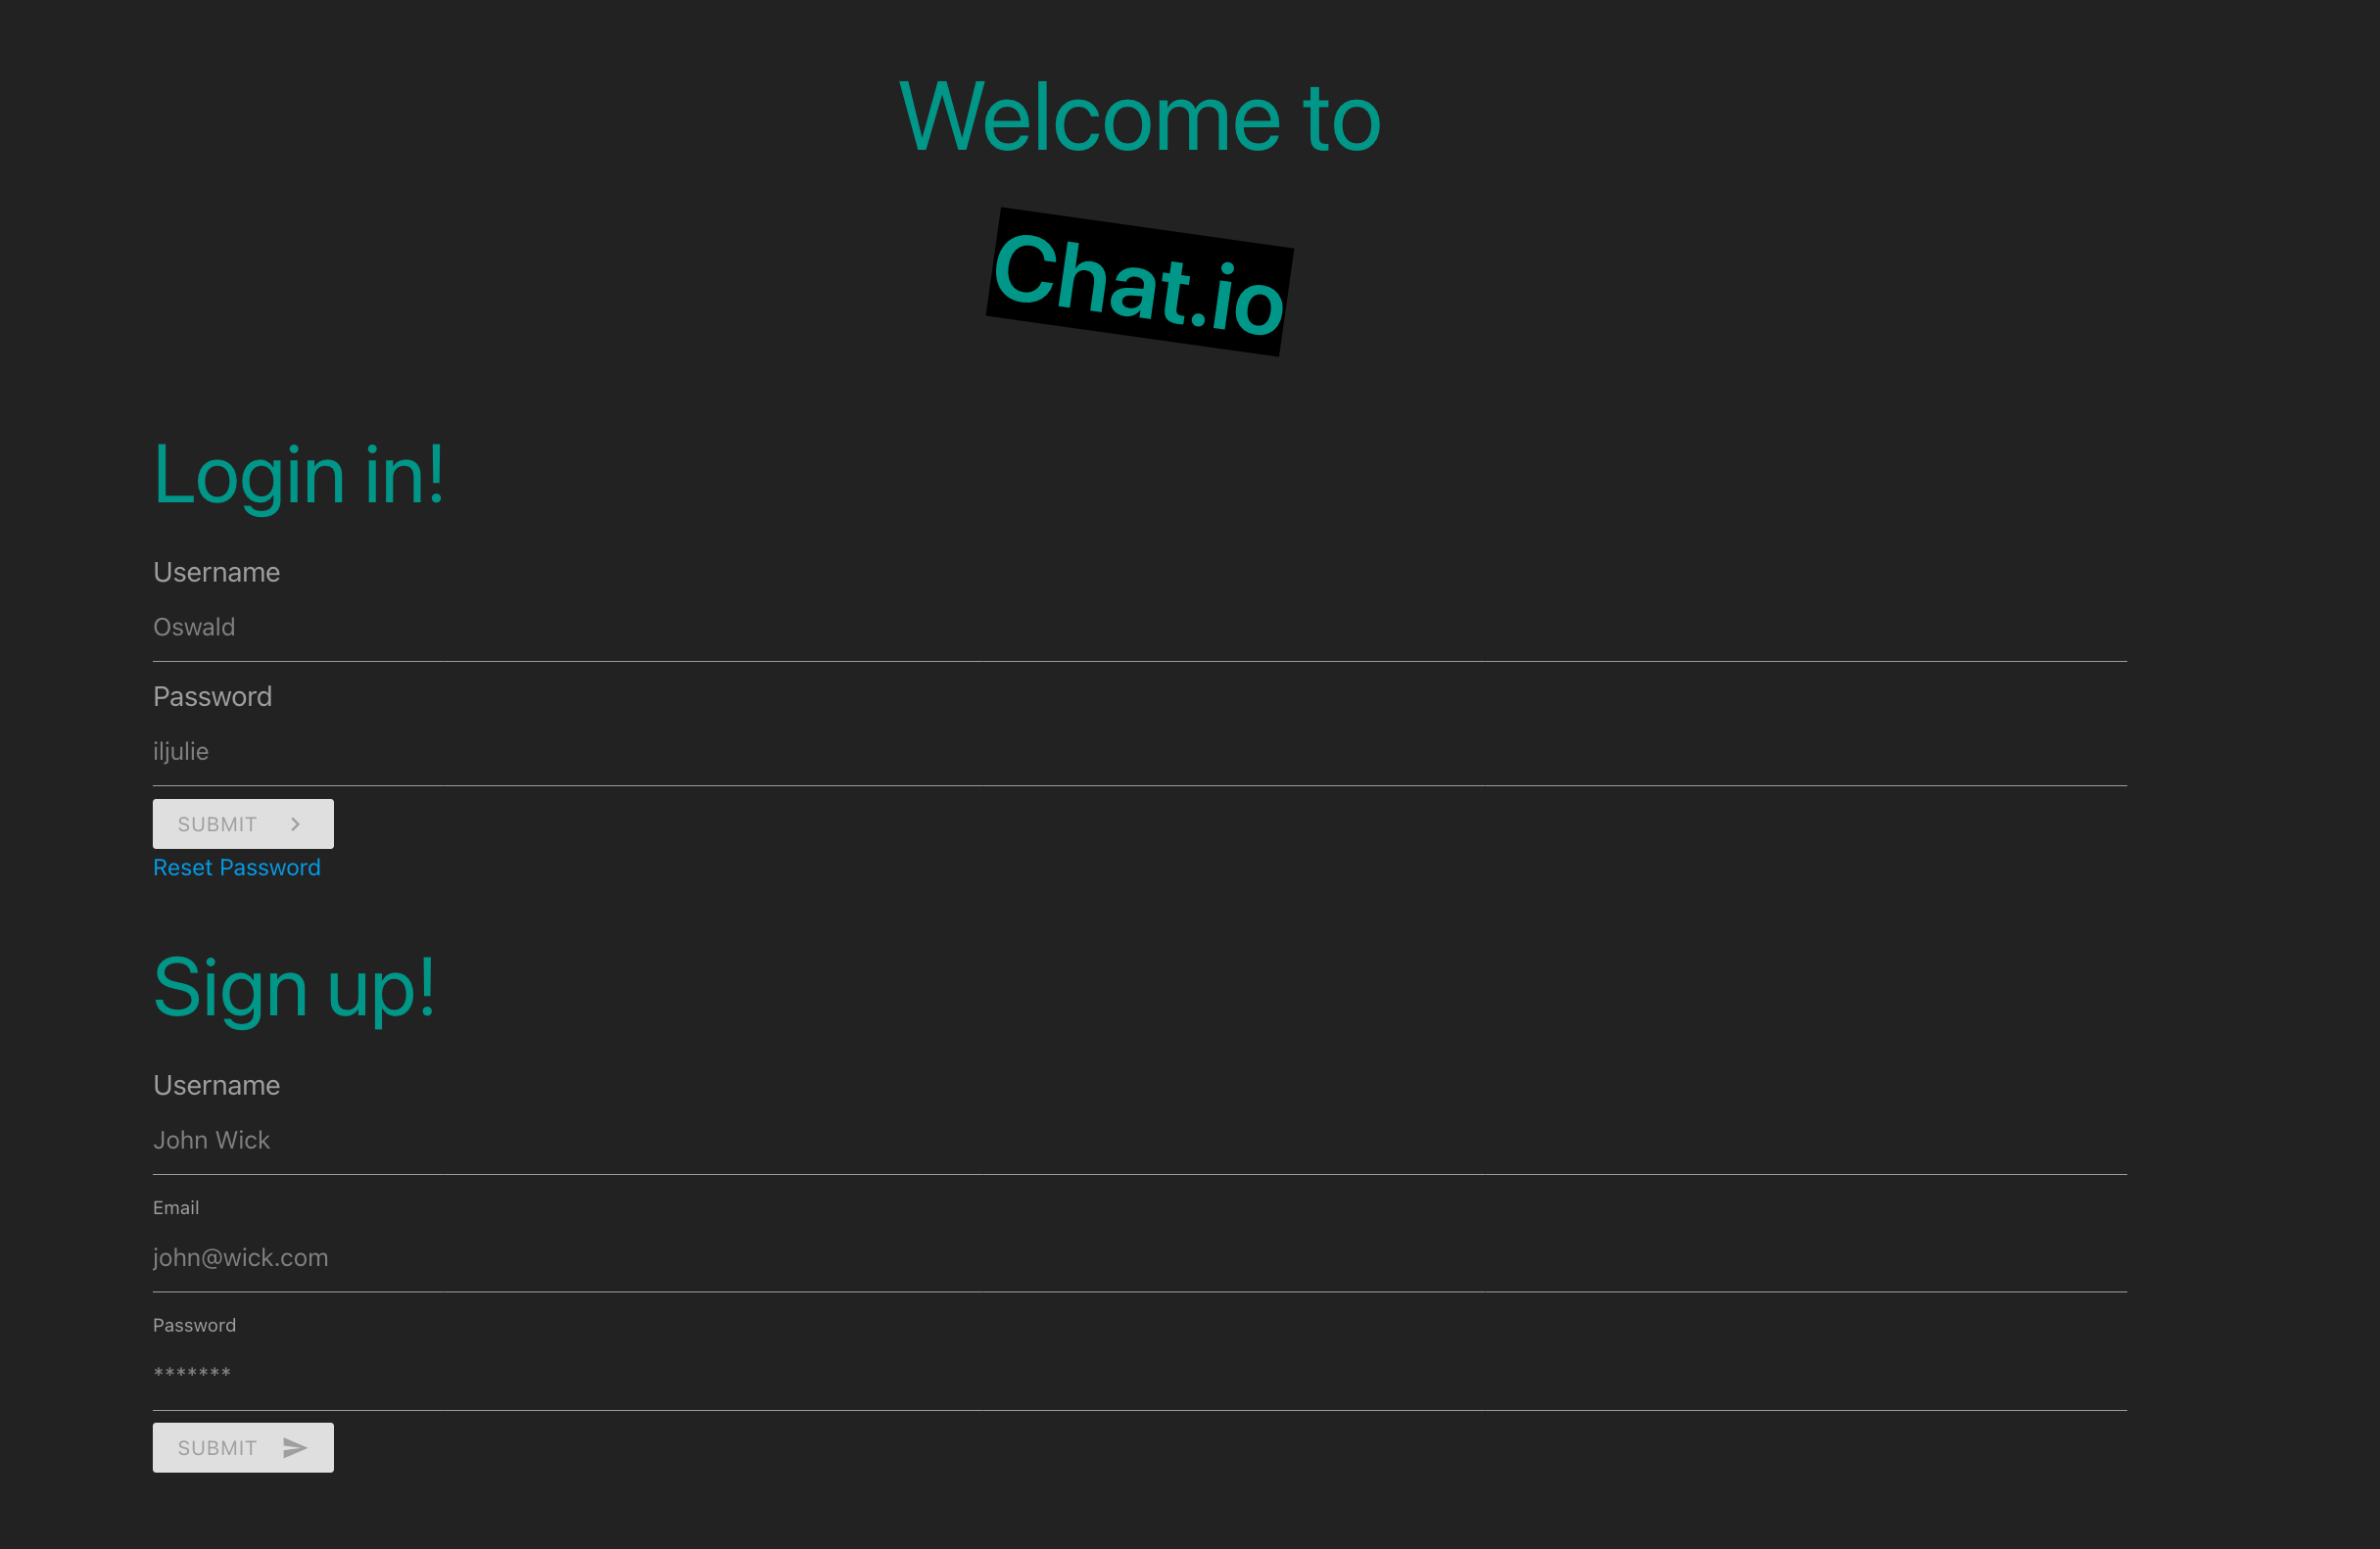 Welcome to
Chat.io
Login in!
Username
Oswald
Password
iljulie
SUBMIT
Reset Password
Sign up!
Username
John Wick
Email
john@wick.com
Password
*******
SUBMIT